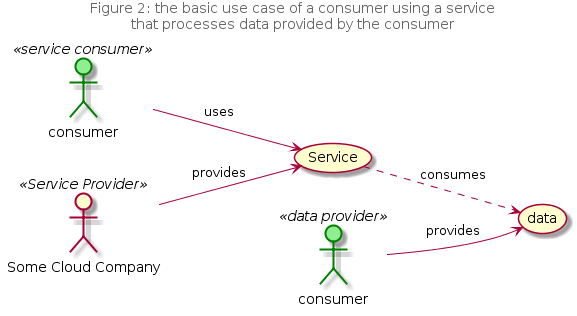 Figure 2: the basic use case of a consumer using a service
that processes data provided by the consumer
«service consumer»
consumer
uses
Service
provides
consumes
«Service Provider»
Some Cloud Company
data
«data provider»
provides
consumer